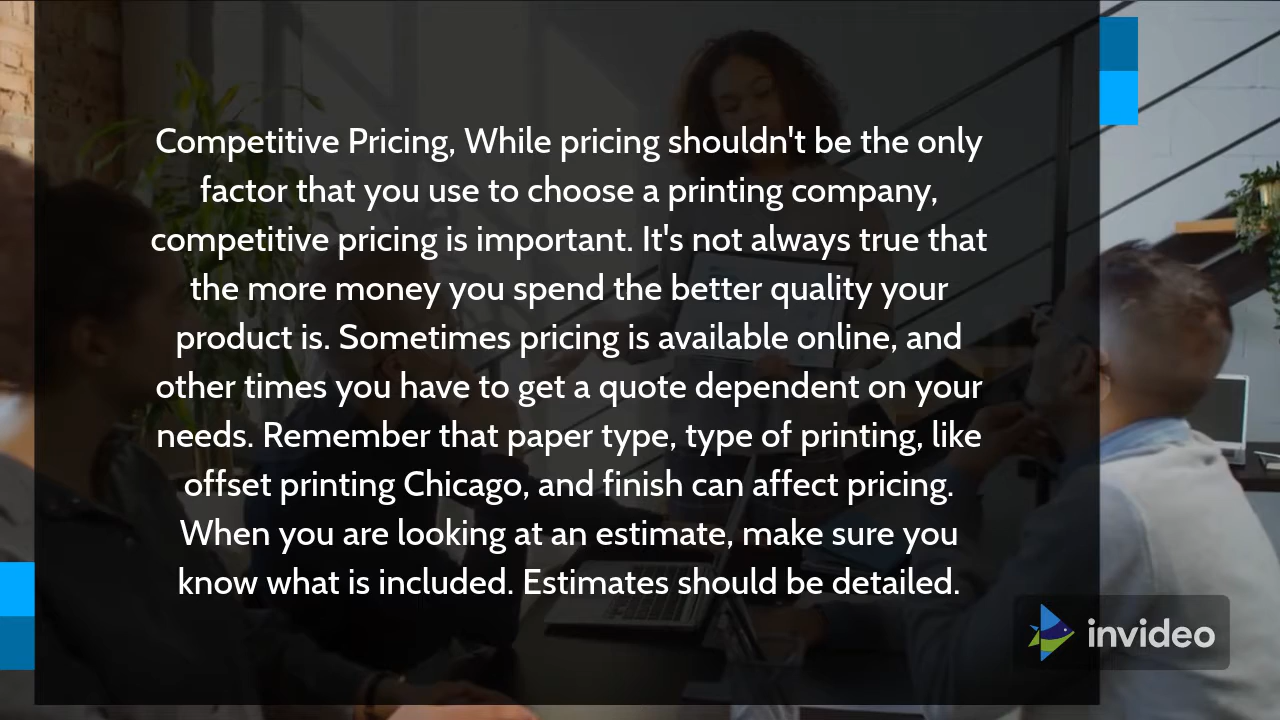 Competitive Pricing, While pricing shouldn't be the only
factor that you use to choose a printing company,
competitive pricing is important. It's not always true that
the more money you spend the better quality your
product is. Sometimes pricing is available online, and
other times you have to get a quote dependent on your
needs. Remember that paper type, type of printing, like
offset printing Chicago, and finish can affect pricing.
When you are looking at an estimate, make sure you
know what is included. Estimates should be detailed.
invideo